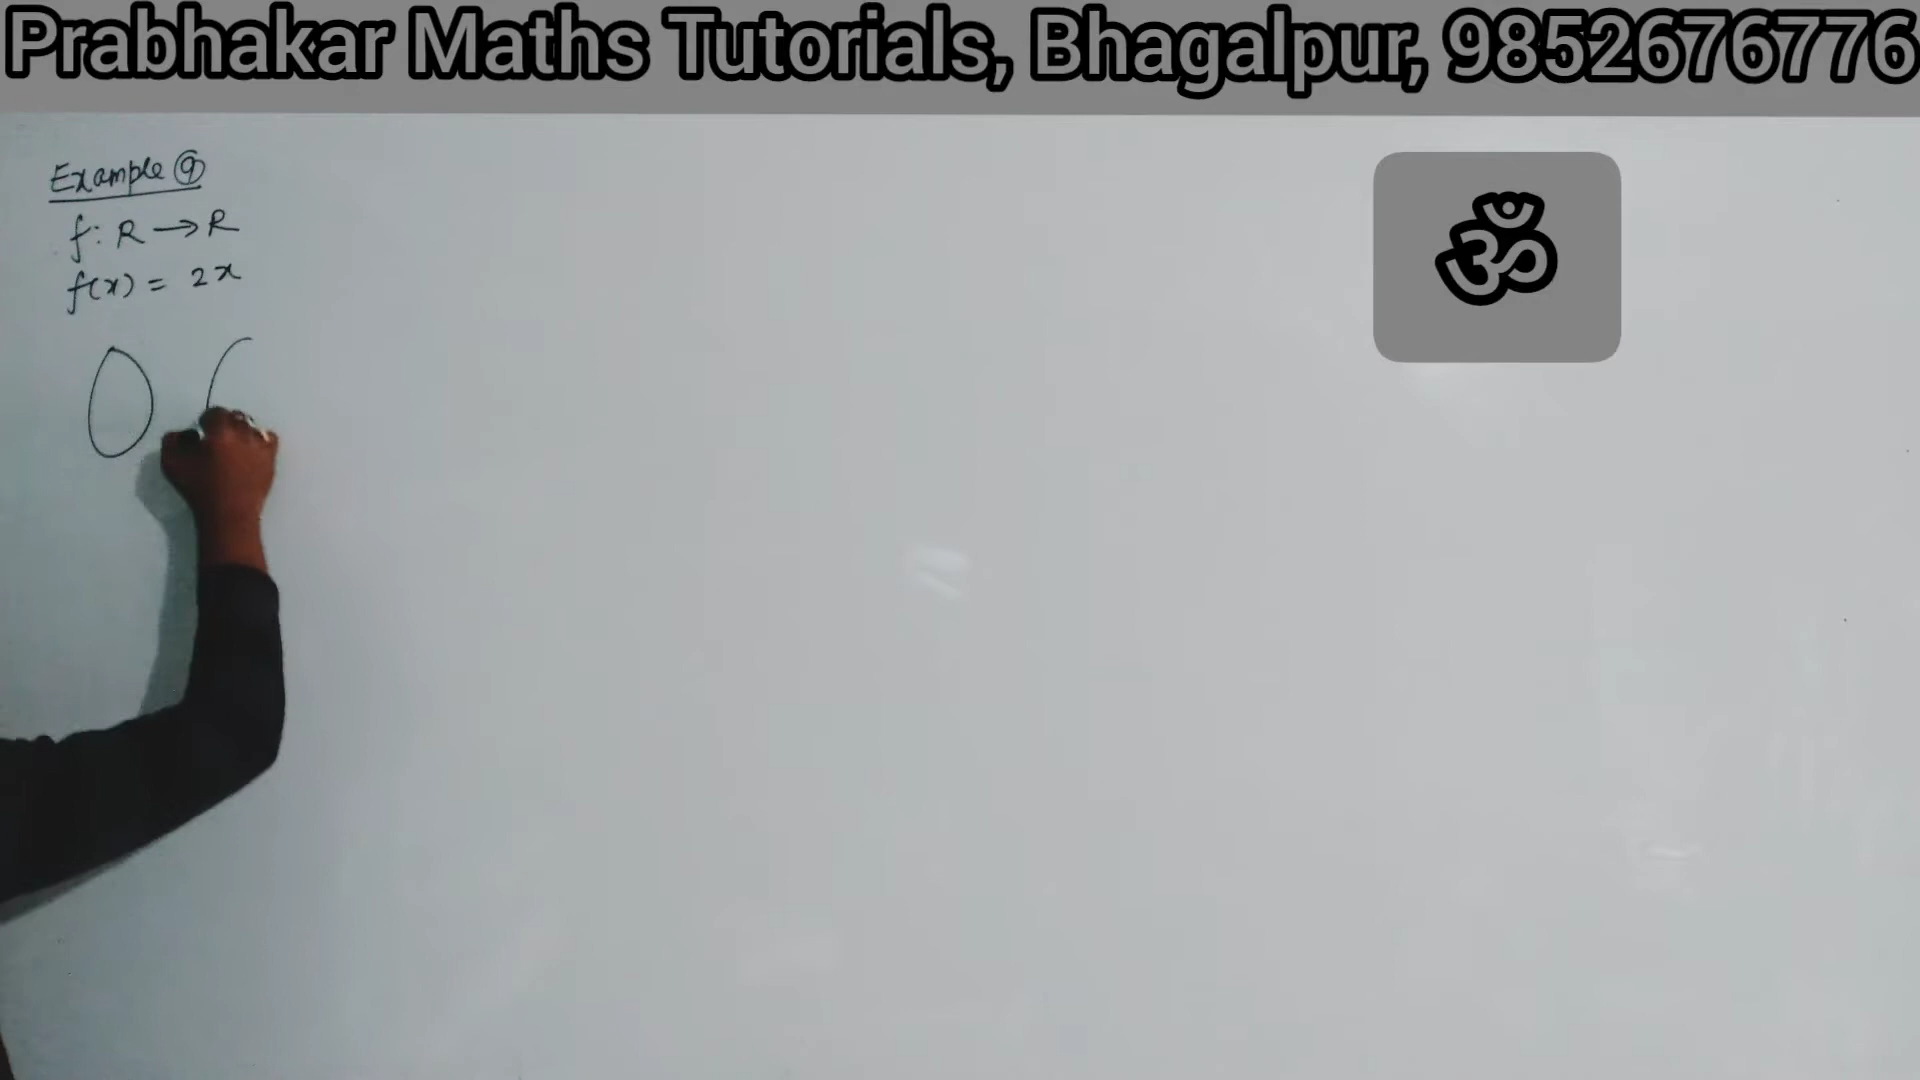 Prabhakar Maths Tutorials, Bhagalpur, 9852676776
ॐ
Example ⑨
f: R → R
f(x) = 2x